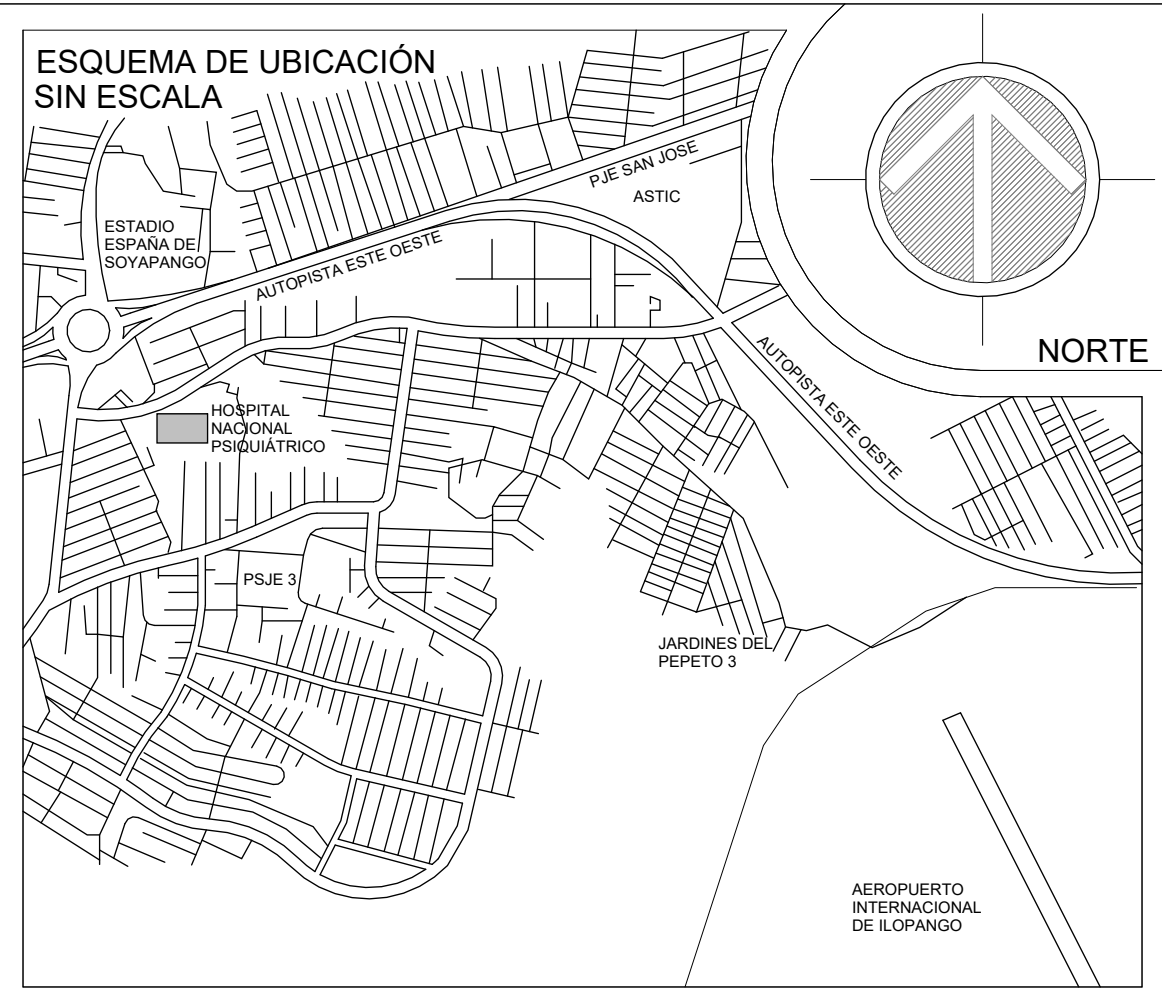 ESQUEMA DE UBICACIÓN
SIN ESCALA
PJE SAN JOSE
ASTIC
ESTADIO
ESPAÑA DE
SOYAPANGO
AUTOPISTA ESTE OESTE
NORTE
AUTOPISTA ESTE OESTE
HOSPITAL
NACIONAL
PSIQUIÁTRICO
PSJE 3
JARDINES DEL
PEPETO 3
AEROPUERTO
INTERNACIONAL
DE ILOPANGO